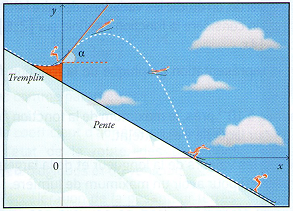 y
α
Tremplin
Pente
0
x